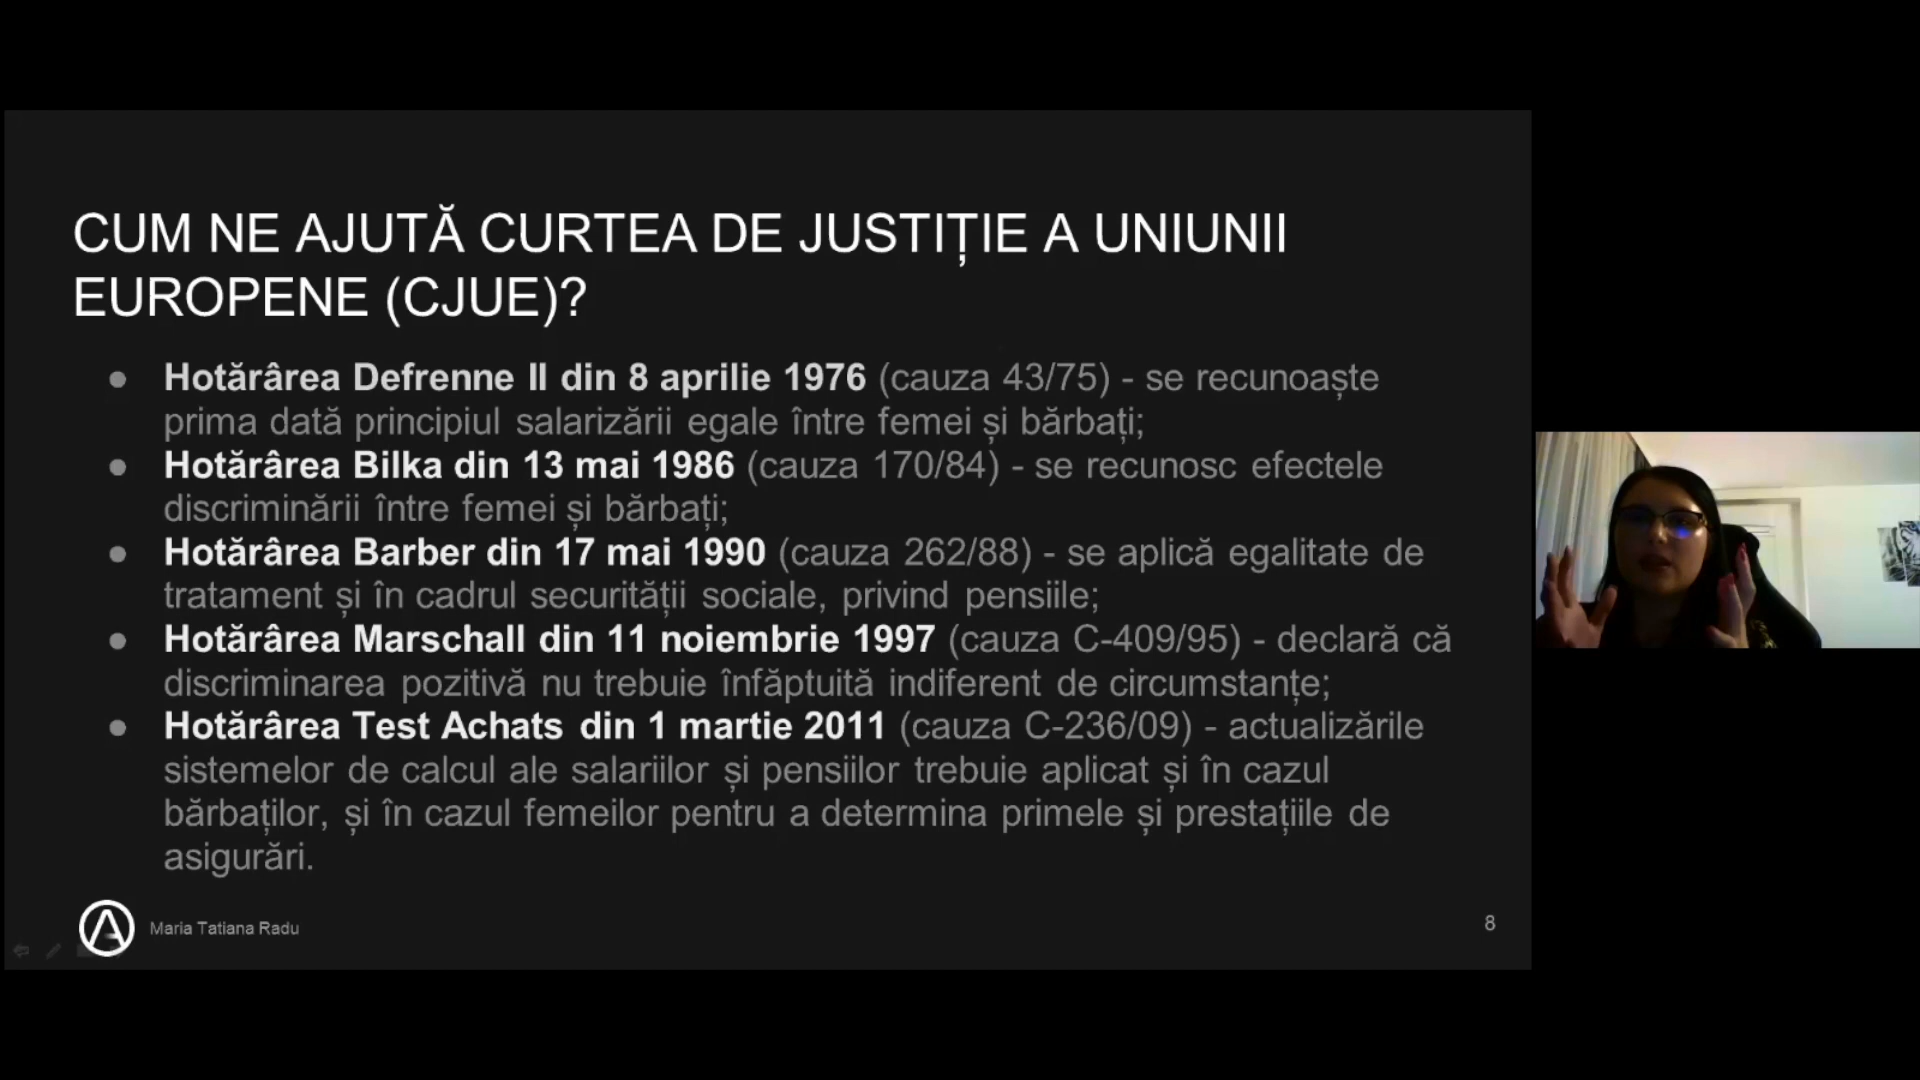 CUM NE AJUTĂ CURTEA DE JUSTIȚIE A UNIUNII
EUROPENE (CJUE)?
● Hotărârea Defrenne II din 8 aprilie 1976 (cauza 43/75) - se recunoaște
prima dată principiul salarizării egale între femei și bărbați;
● Hotărârea Bilka din 13 mai 1986 (cauza 170/84) - se recunosc efectele
discriminării între femei și bărbați;
● Hotărârea Barber din 17 mai 1990 (cauza 262/88) - se aplică egalitate de
tratament și în cadrul securității sociale, privind pensiile;
● Hotărârea Marschall din 11 noiembrie 1997 (cauza C-409/95) - declară că
discriminarea pozitivă nu trebuie înfăptuită indiferent de circumstanțe;
● Hotărârea Test Achats din 1 martie 2011 (cauza C-236/09) - actualizările
sistemelor de calcul ale salariilor și pensiilor trebuie aplicat și în cazul
bărbaților, și în cazul femeilor pentru a determina primele și prestațiile de
asigurări.
Maria Tatiana Radu
8